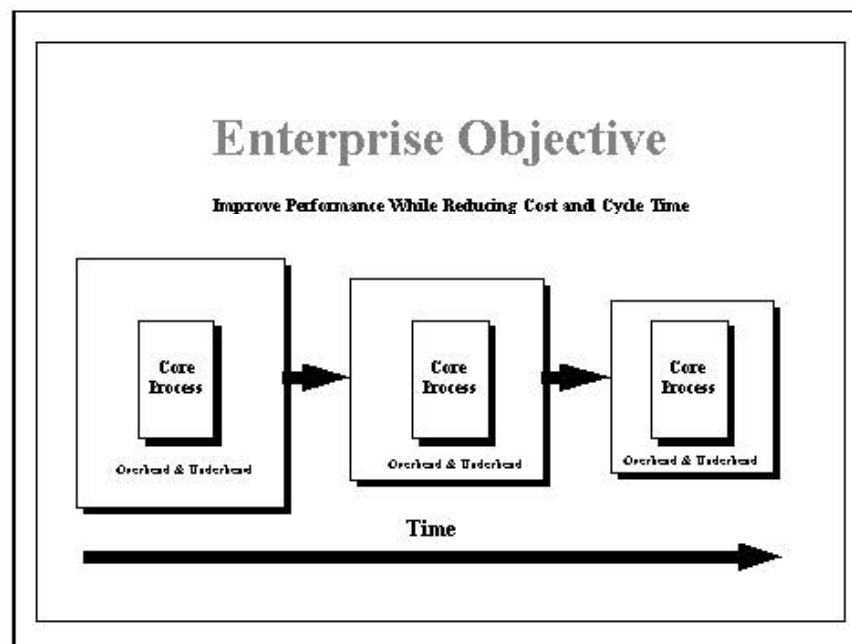 Enterprise Objective
Improve Performance While Reducing Cost and Cycle Time
Core
Process
Overhead & Underhead
Core
Process
Overhead & Underhead
Core
Process
Overhead & Underhead
Time